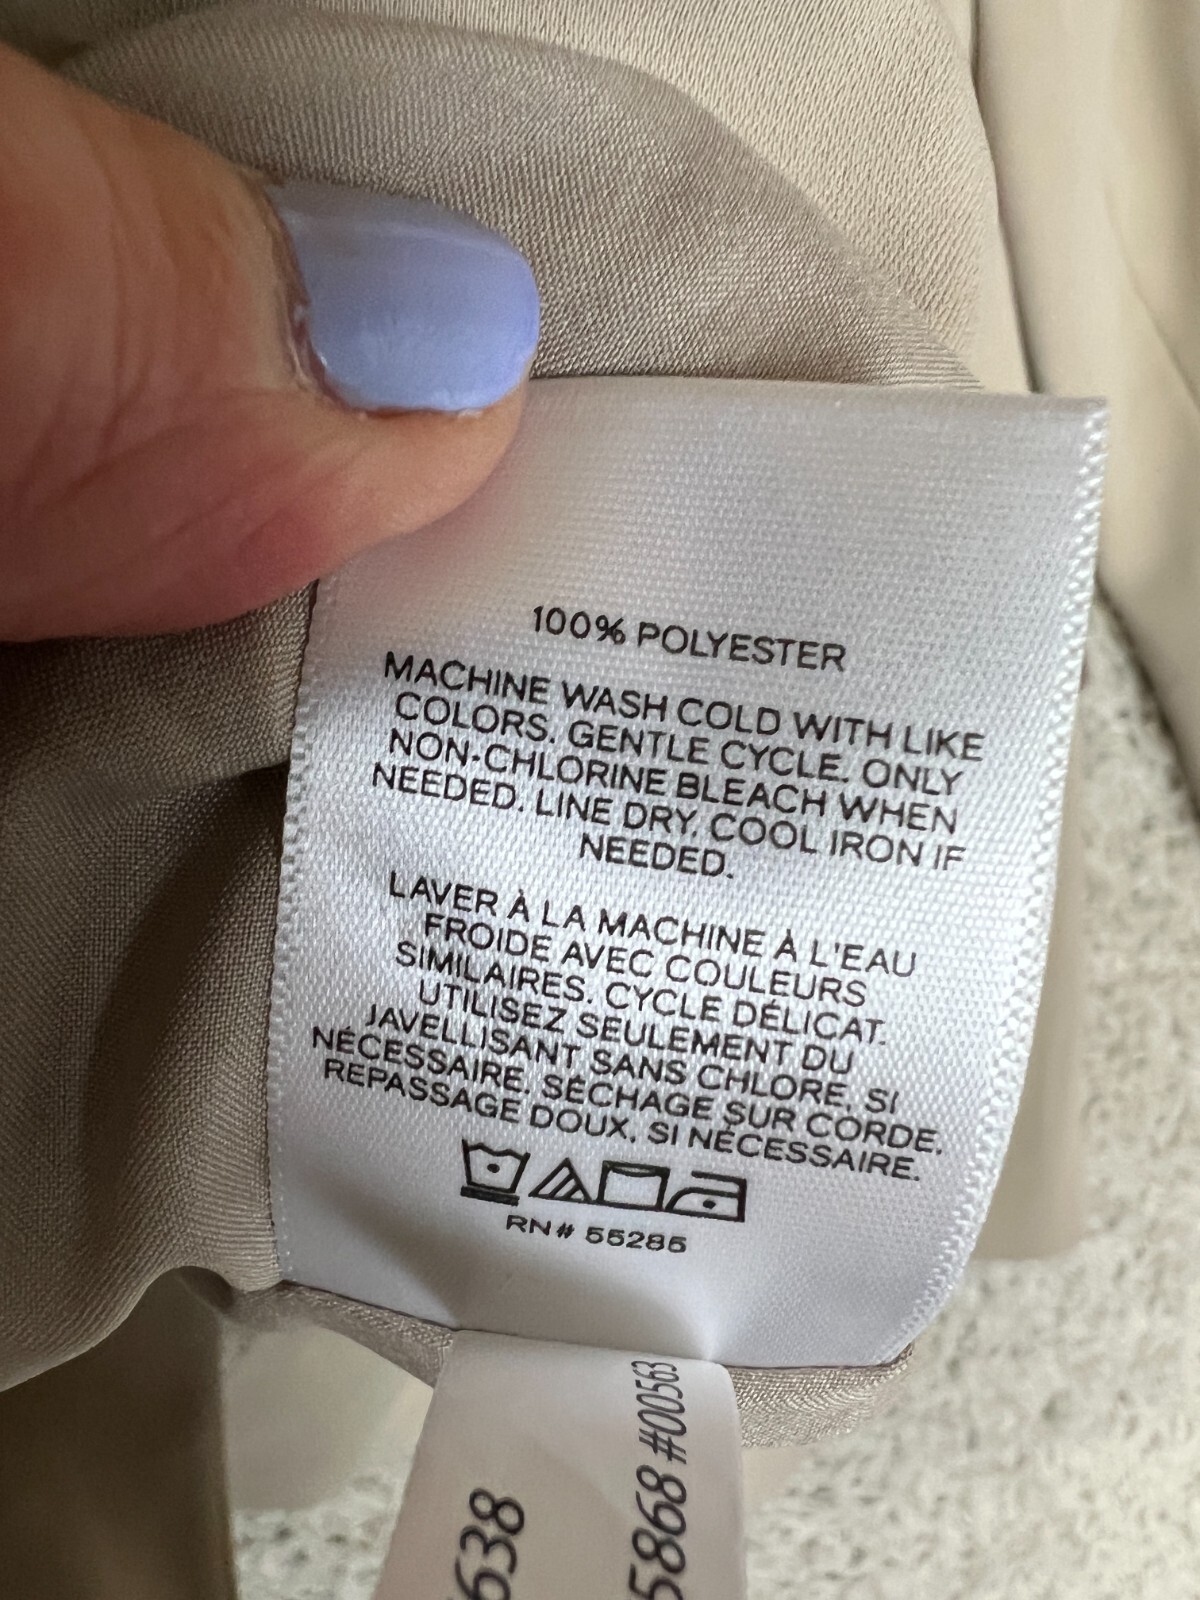 100% POLYESTER
MACHINE WASH COLD WITH LIKE
COLORS. GENTLE CYCLE. ONLY
NON-CHLORINE BLEACH WHEN
NEEDED. LINE DRY. COOL IRON IF
NEEDED.
LAVER À LA MACHINE À L'EAU
FROIDE AVEC COULEURS
SIMILAIRES. CYCLE DÉLICAT.
UTILISEZ SEULEMENT DU
JAVELLISANT SANS CHLORE, SI
NÉCESSAIRE. SÉCHAGE SUR CORDE.
REPASSAGE DOUX, SI NÉCESSAIRE.
RN# 55285
638
5868 #00563